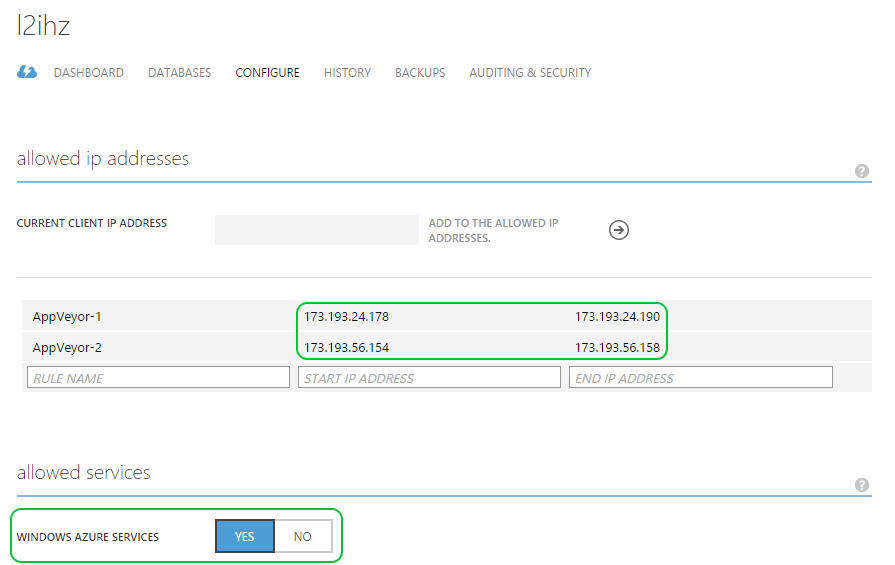 l2ihz
DASHBOARD DATABASES CONFIGURE HISTORY BACKUPS AUDITING & SECURITY
allowed ip addresses
?
CURRENT CLIENT IP ADDRESS ADD TO THE ALLOWED IP
ADDRESSES.
AppVeyor-1 173.193.24.178 173.193.24.190
AppVeyor-2 173.193.56.154 173.193.56.158
RULE NAME START IP ADDRESS END IP ADDRESS
allowed services
?
WINDOWS AZURE SERVICES YES NO